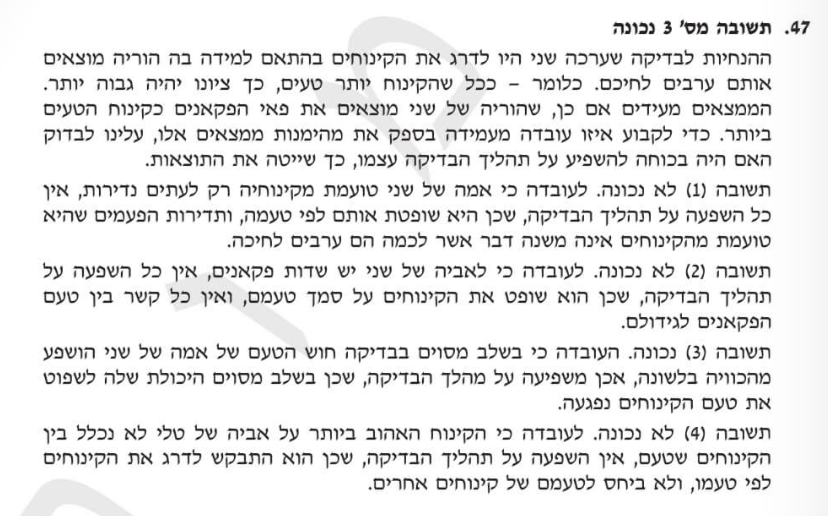 47. תשובה מס' 3 נכונה
ההנחיות לבדיקה שערכה שני היו לדרג את הקינוחים בהתאם למידה בה הוריה מוצאים
אותם ערבים לחיכם. כלומר – ככל שהקינוח יותר טעים, כך ציונו יהיה גבוה יותר.
הממצאים מעידים אם כן, שהוריה של שני מוצאים את פאי הפקאנים כקינוח הטעים
ביותר. כדי לקבוע איזו עובדה מעמידה בספק את מהימנות ממצאים אלו, עלינו לבדוק
האם היה בכוחה להשפיע על תהליך הבדיקה עצמו, כך שייטה את התוצאות.
תשובה (1) לא נכונה. לעובדה כי אמה של שני טועמת מקינוחיה רק לעתים נדירות, אין
כל השפעה על תהליך הבדיקה, שכן היא שופטת אותם לפי טעמה, ותדירות הפעמים שהיא
טועמת מהקינוחים אינה משנה דבר אשר לכמה הם ערבים לחיכה.
תשובה (2) לא נכונה. לעובדה כי לאביה של שני יש שדות פקאנים, אין כל השפעה על
תהליך הבדיקה, שכן הוא שופט את הקינוחים על סמך טעמם, ואין כל קשר בין טעם
הפקאנים לגידולם.
תשובה (3) נכונה. העובדה כי בשלב מסוים בבדיקה חוש הטעם של אמה של שני הושפע
מהכוויה בלשונה, אכן משפיעה על מהלך הבדיקה, שכן בשלב מסוים היכולת שלה לשפוט
את טעם הקינוחים נפגעה.
תשובה (4) לא נכונה. לעובדה כי הקינוח האהוב ביותר על אביה של טלי לא נכלל בין
הקינוחים שטעם, אין השפעה על תהליך הבדיקה, שכן הוא התבקש לדרג את הקינוחים
לפי טעמו, ולא ביחס לטעמם של קינוחים אחרים.